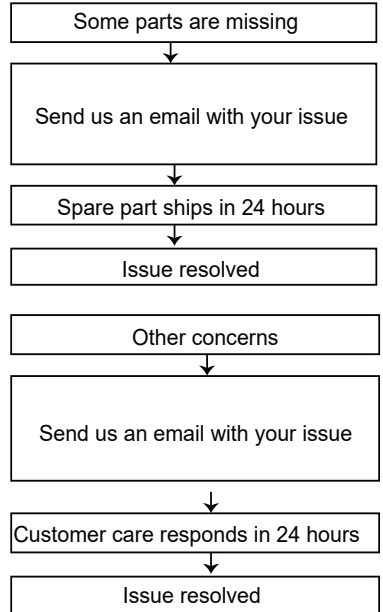 Some parts are missing
Send us an email with your issue
Spare part ships in 24 hours
Issue resolved
Other concerns
Send us an email with your issue
Customer care responds in 24 hours
Issue resolved